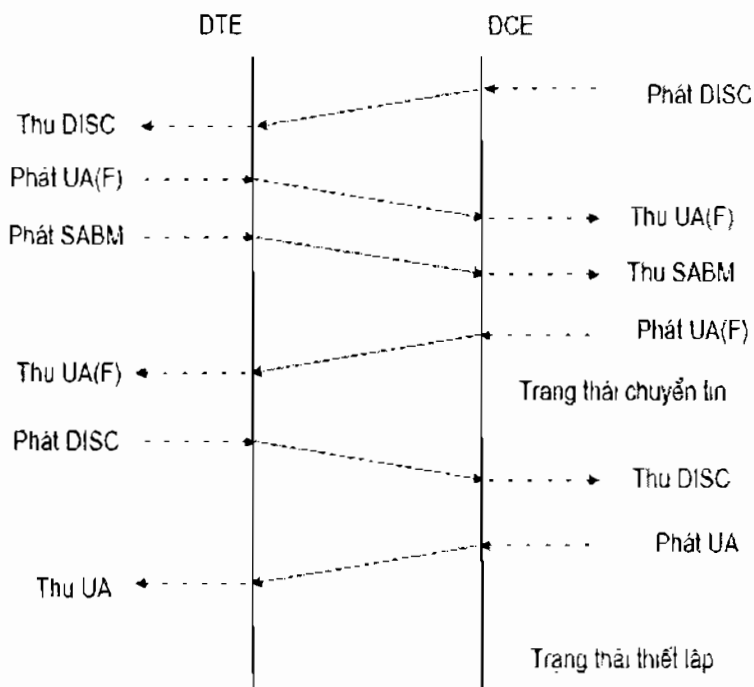 DTE DCE
Phát DISC
Thu DISC
Phát UA(F)
Thu UA(F)
Phát SABM
Thu SABM
Phát UA(F)
Thu UA(F)
Trạng thái chuyển tin
Phát DISC
Thu DISC
Phát UA
Thu UA
Trạng thái thiết lập